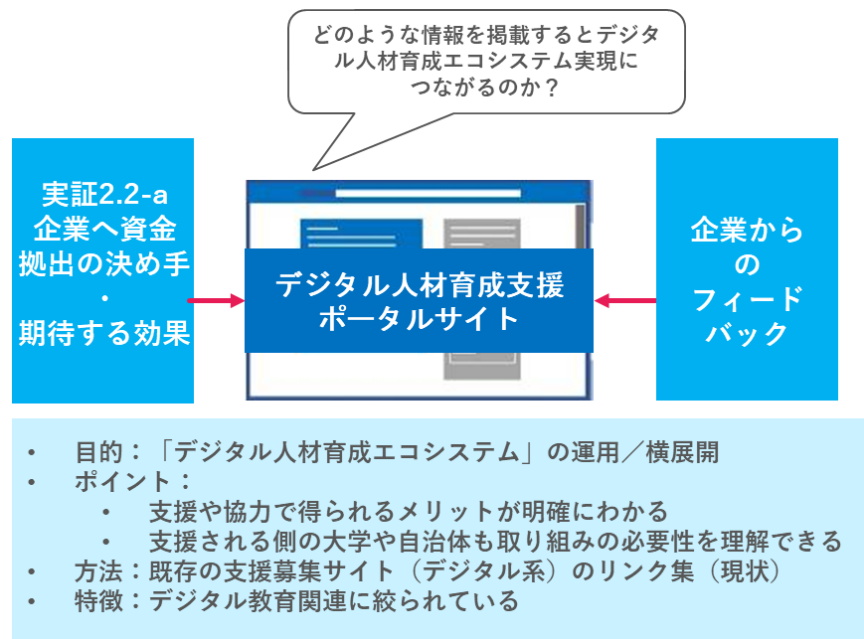 どのような情報を掲載するとデジタ
ル人材育成エコシステム実現に
つながるのか？
実証2.2-a
企業へ資金
拠出の決め手
・
期待する効果
デジタル人材育成支援
ポータルサイト
企業から
の
フィード
バック
• 目的：「デジタル人材育成エコシステム」の運用／横展開
• ポイント：
• 支援や協力で得られるメリットが明確にわかる
• 支援される側の大学や自治体も取り組みの必要性を理解できる
• 方法：既存の支援募集サイト（デジタル系）のリンク集（現状）
• 特徴：デジタル教育関連に絞られている